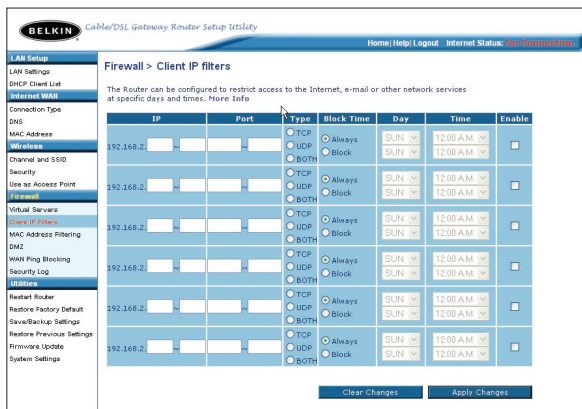 BELKIN
Cable/DSL Gateway Router Setup Utility
Home|Help|Logout Internet Status: No Connection
LAN Setup
LAN Settings
DHCP Client List
Internet WAN
Connection Type
DNS
MAC Address
Wireless
Channel and SSID
Security
Use as Access Point
Firewall
Virtual Servers
Client IP Filters
MAC Address Filtering
DMZ
WAN Ping Blocking
Security Log
Utilities
Restart Router
Restore Factory Default
Save/Backup Settings
Restore Previous Settings
Firmware Update
System Settings
Firewall > Client IP filters
The Router can be configured to restrict access to the Internet, e-mail or other network services
at specific days and times. More Info
IP Port Type Block Time Day Time Enable
TCP
Always SUN 12:00 A.M.
192.168.2. ~ ~ UDP
Block SUN 12:00 A.M.
BOTH
TCP
Always SUN 12:00 A.M.
192.168.2. ~ ~ UDP
Block SUN 12:00 A.M.
BOTH
TCP
Always SUN 12:00 A.M.
192.168.2. ~ ~ UDP
Block SUN 12:00 A.M.
BOTH
TCP
Always SUN 12:00 A.M.
192.168.2. ~ ~ UDP
Block SUN 12:00 A.M.
BOTH
TCP
Always SUN 12:00 A.M.
192.168.2. ~ ~ UDP
Block SUN 12:00 A.M.
BOTH
TCP
Always SUN 12:00 A.M.
192.168.2. ~ ~ UDP
Block SUN 12:00 A.M.
BOTH
Clear Changes Apply Changes